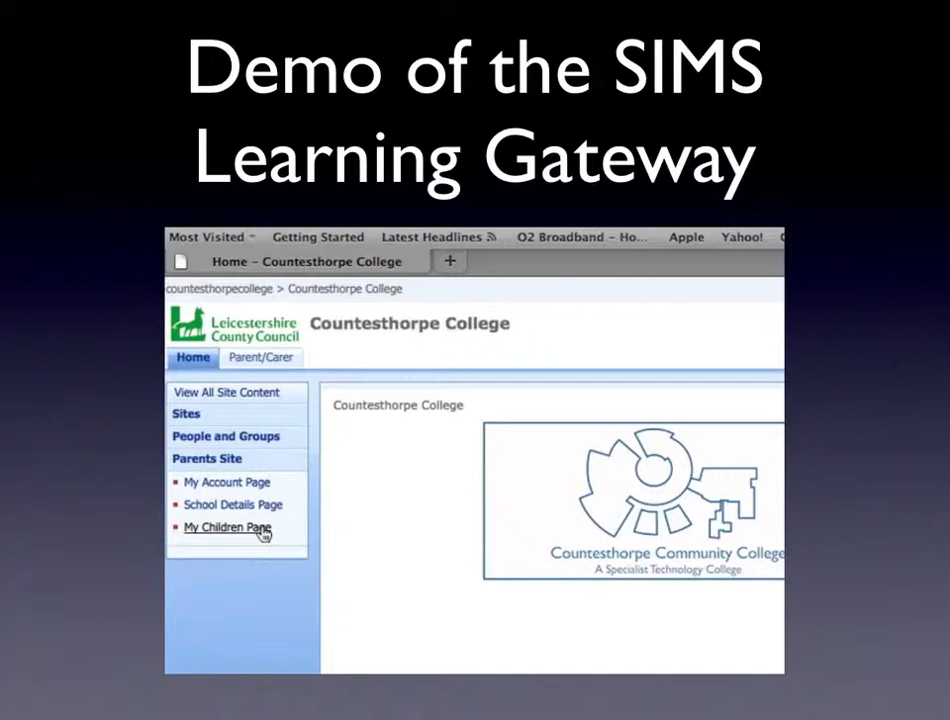 Demo of the SIMS
Learning Gateway
Most Visited Getting Started Latest Headlines O2 Broadband – Ho... Apple Yahoo!
Home – Countesthorpe College +
countesthorpecollege > Countesthorpe College
Leicestershire
County Council
Countesthorpe College
Home Parent/Carer
View All Site Content
Sites
People and Groups
Parents Site
My Account Page
School Details Page
My Children Page
Countesthorpe College
Countesthorpe Community College
A Specialist Technology College